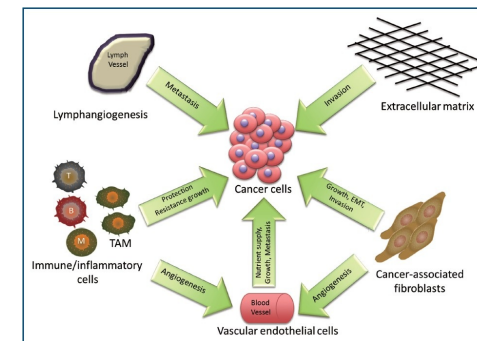 Lymph
Vessel
Lymphangiogenesis
Metastasis
Invasion
Extracellular matrix
Cancer cells
T
B
M
TAM
Immune/inflammatory
cells
Protection
Resistance growth
Growth, EMT,
Invasion
Cancer-associated
fibroblasts
Nutrient supply,
Growth, Metastasis
Angiogenesis
Angiogenesis
Blood
Vessel
Vascular endothelial cells